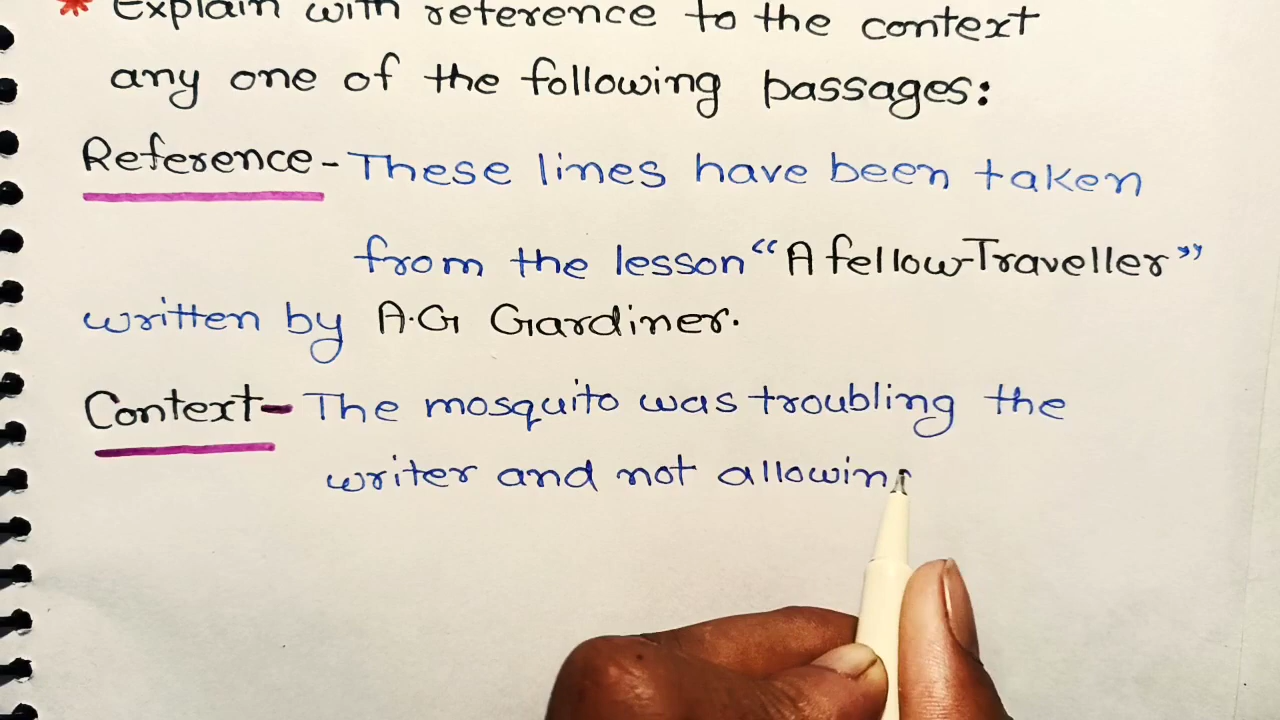 * Explain with reference to the context
any one of the following passages:
Reference - These lines have been taken
from the lesson “A fellow-Traveller”
written by A.G Gardiner.
Context - The mosquito was troubling the
writer and not allowin